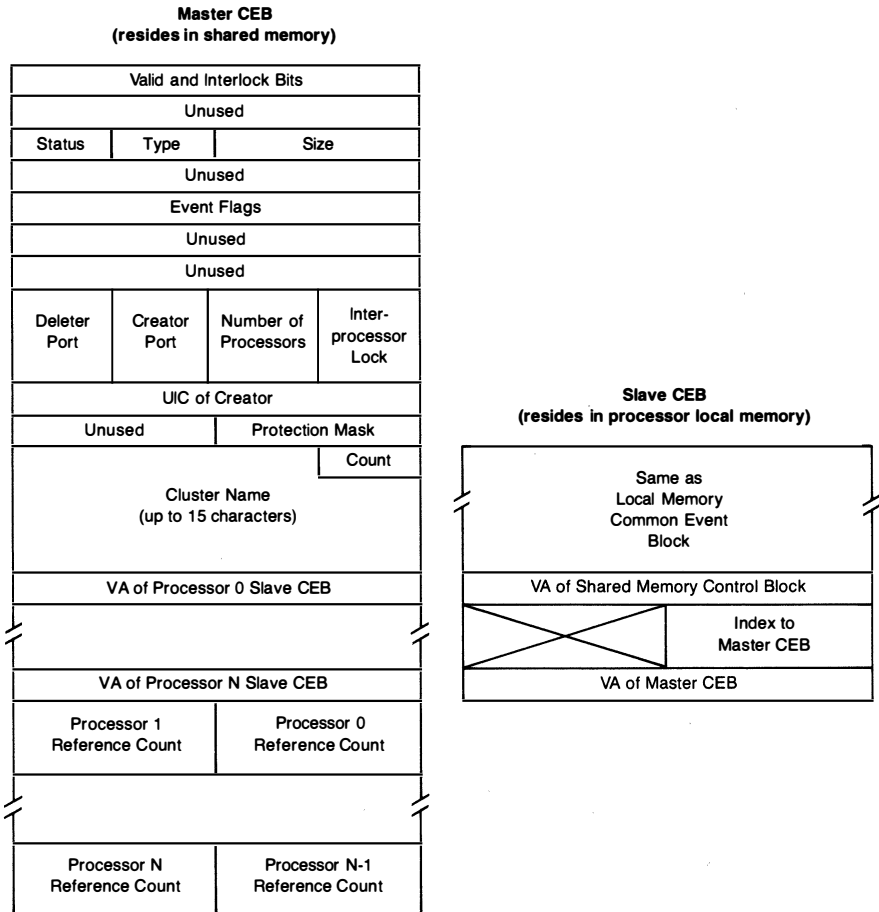 Master CEB
(resides in shared memory)
Valid and Interlock Bits
Unused
Status Type Size
Unused
Event Flags
Unused
Unused
Deleter
Port
Creator
Port
Number of
Processors
Inter-
processor
Lock
UIC of Creator
Unused Protection Mask
Count
Cluster Name
(up to 15 characters)
VA of Processor 0 Slave CEB
VA of Processor N Slave CEB
Processor 1
Reference Count
Processor 0
Reference Count
Processor N
Reference Count
Processor N-1
Reference Count
Slave CEB
(resides in processor local memory)
Same as
Local Memory
Common Event
Block
VA of Shared Memory Control Block
Index to
Master CEB
VA of Master CEB